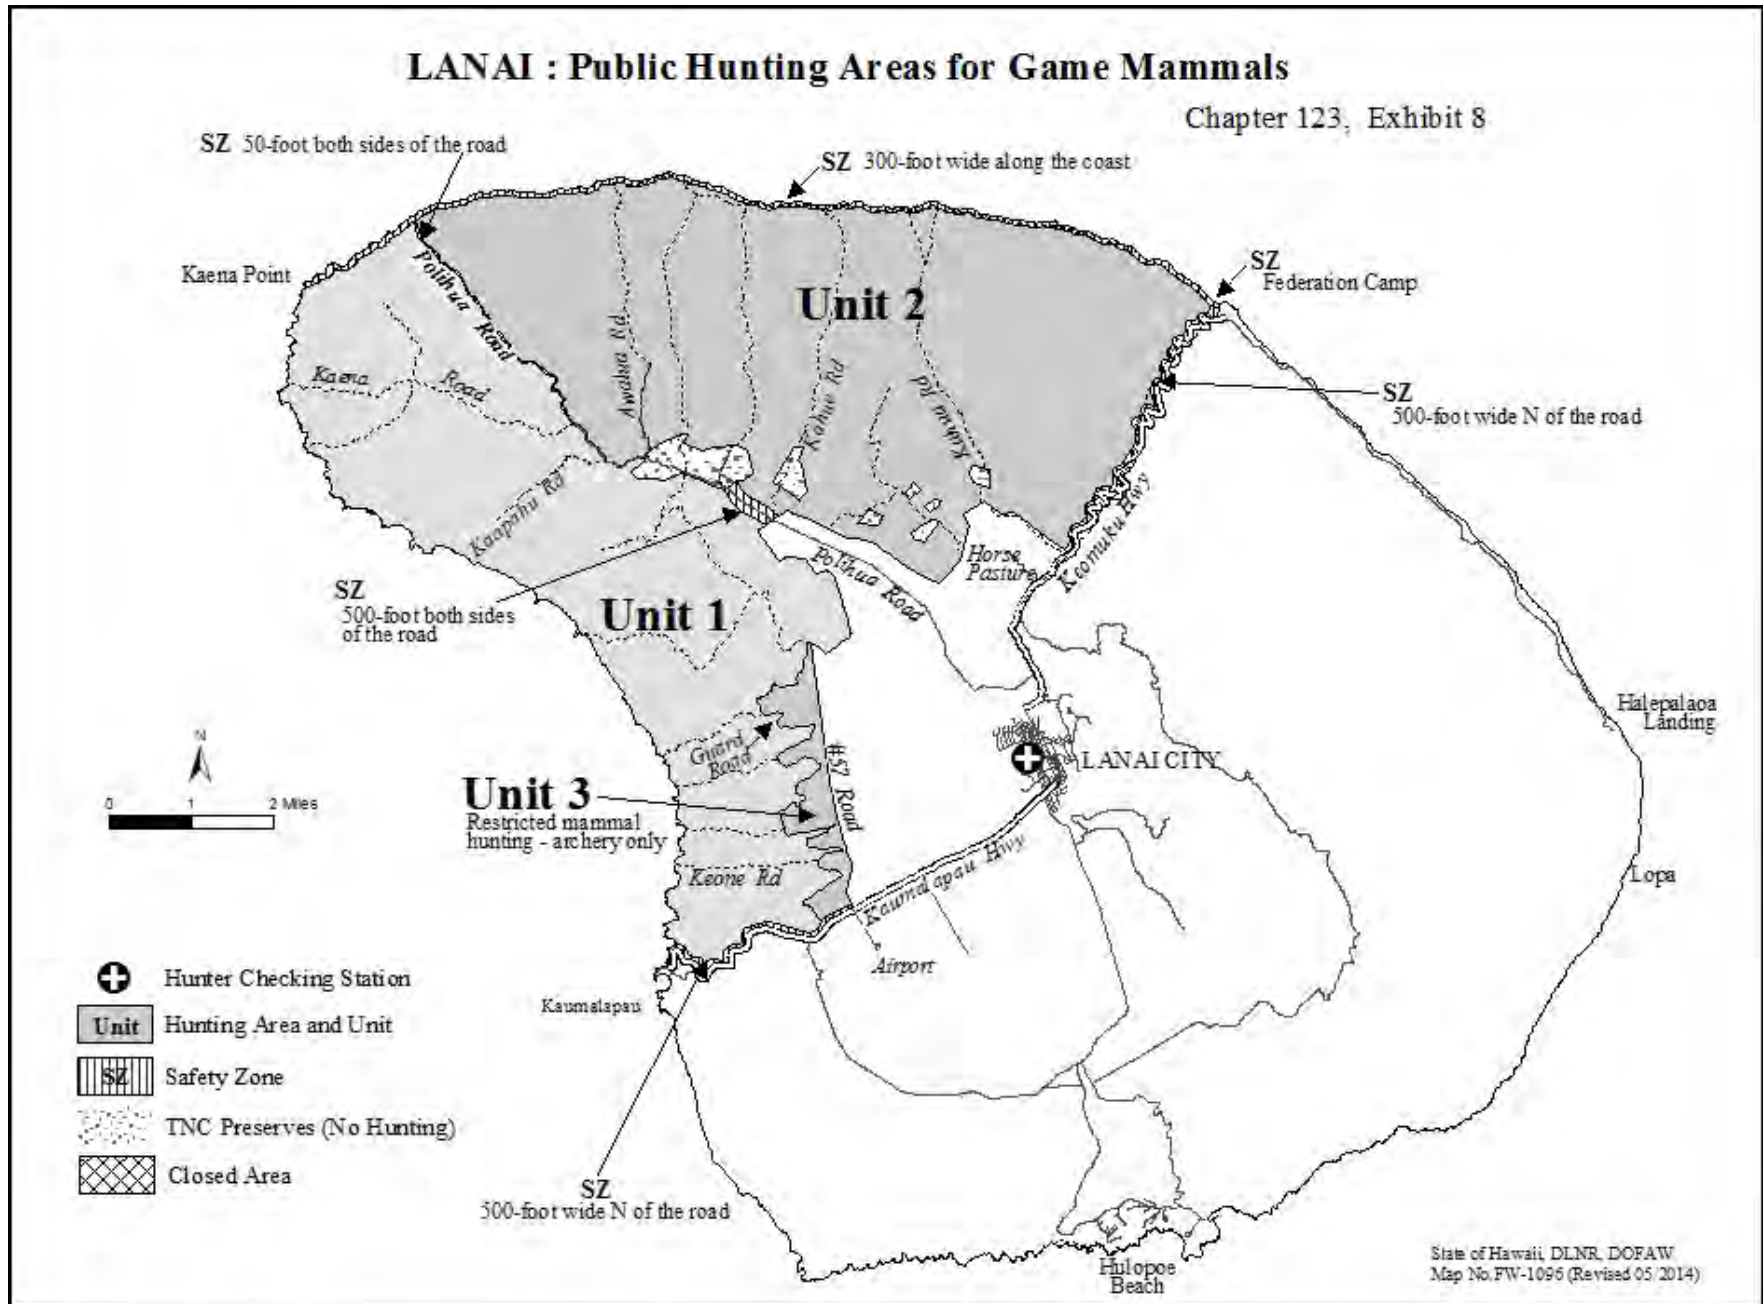 LANAI : Public Hunting Areas for Game Mammals
Chapter 123, Exhibit 8
SZ 50-foot both sides of the road
SZ 300-foot wide along the coast
Kaena Point
Polihua Road
Unit 2
SZ
Federation Camp
Kaena Road
Awalua Rd
Kahue Rd
Kuhua Rd
SZ
500-foot wide N of the road
Kaapahu Rd
Keomuku Hwy
Horse
Pasture
Polihua Road
SZ
500-foot both sides
of the road
Unit 1
Halepalaoa
Landing
N
Guard
Road
#57 Road
LANAI CITY
0 1 2 Miles
Unit 3
Restricted mammal
hunting - archery only
Keone Rd
Kaumalapau Hwy
Lopa
Airport
Kaumalapau
Hunter Checking Station
Unit Hunting Area and Unit
SZ Safety Zone
TNC Preserves (No Hunting)
Closed Area
SZ
500-foot wide N of the road
Hulopoe
Beach
State of Hawaii, DLNR, DOFAW
Map No. FW-1096 (Revised 05/2014)